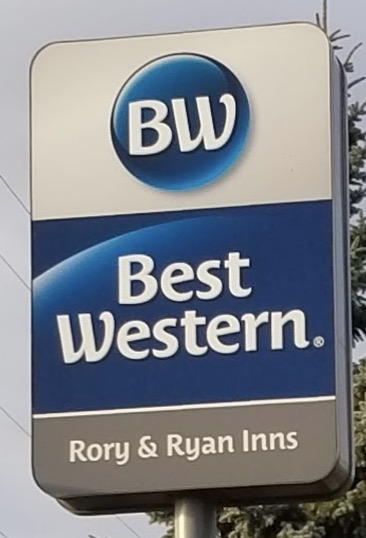 BW
Best
Western®
Rory & Ryan Inns